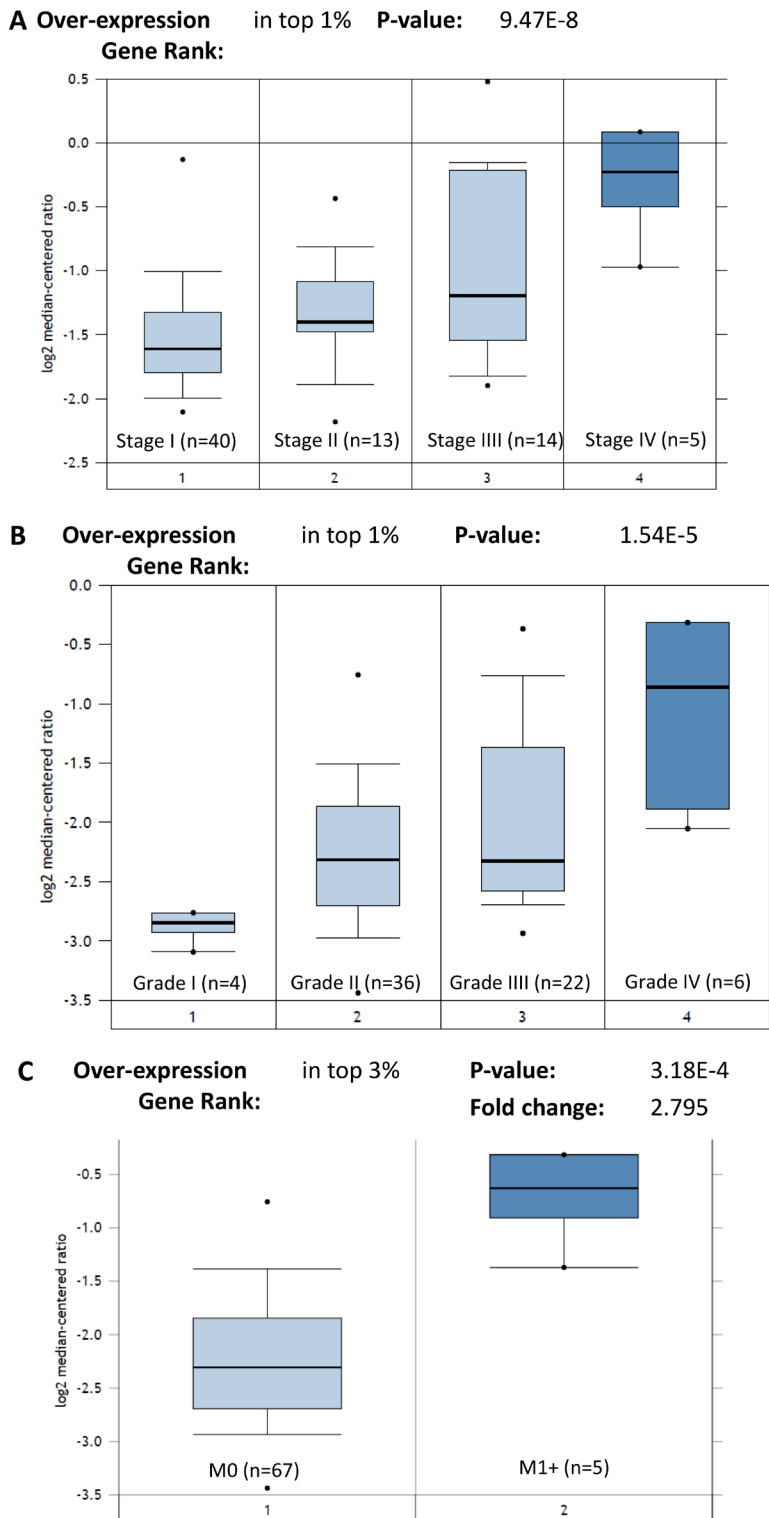 A Over-expression in top 1% P-value: 9.47E-8
Gene Rank:
0.5
0.0
-0.5
-1.0
-1.5
-2.0
-2.5
log2 median-centered ratio
Stage I (n=40) Stage II (n=13) Stage IIII (n=14) Stage IV (n=5)
1 2 3 4
B Over-expression in top 1% P-value: 1.54E-5
Gene Rank:
0.0
-0.5
-1.0
-1.5
-2.0
-2.5
-3.0
-3.5
log2 median-centered ratio
Grade I (n=4) Grade II (n=36) Grade IIII (n=22) Grade IV (n=6)
1 2 3 4
C Over-expression in top 3% P-value: 3.18E-4
Gene Rank: Fold change: 2.795
-0.5
-1.0
-1.5
-2.0
-2.5
-3.0
-3.5
log2 median-centered ratio
M0 (n=67) M1+ (n=5)
1 2